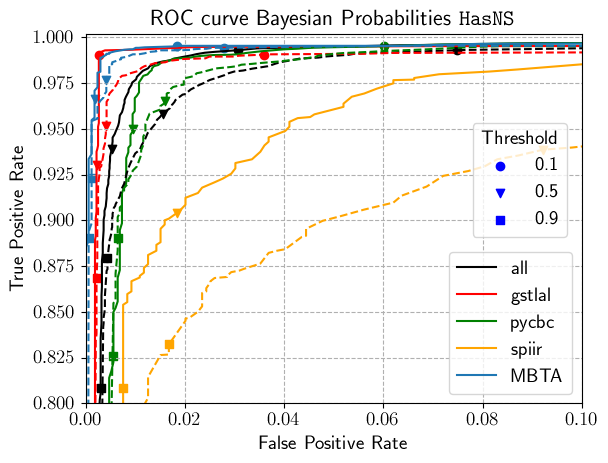 ROC curve Bayesian Probabilities HasNS
True Positive Rate
1.000
0.975
0.950
0.925
0.900
0.875
0.850
0.825
0.800
0.00 0.02 0.04 0.06 0.08 0.10
False Positive Rate
Threshold
0.1
0.5
0.9
all
gstlal
pycbc
spiir
MBTA